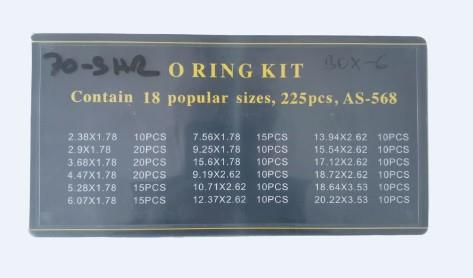 70-SHR O RING KIT BOX-6
Contain 18 popular sizes, 225pcs, AS-568
2.38X1.78 10PCS 7.56X1.78 15PCS 13.94X2.62 10PCS
2.9X1.78 20PCS 9.25X1.78 10PCS 15.54X2.62 10PCS
3.68X1.78 20PCS 15.6X1.78 10PCS 17.12X2.62 10PCS
4.47X1.78 20PCS 9.19X2.62 10PCS 18.72X2.62 10PCS
5.28X1.78 15PCS 10.71X2.62 10PCS 18.64X3.53 10PCS
6.07X1.78 15PCS 12.37X2.62 10PCS 20.22X3.53 10PCS